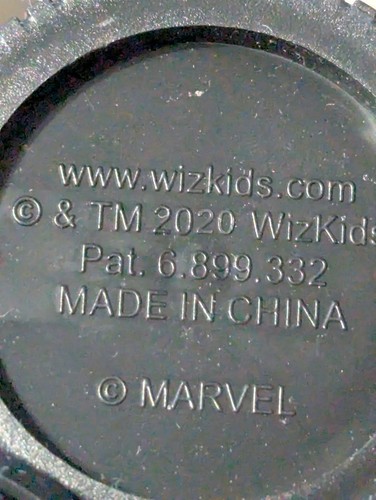 www.wizkids.com
© & TM 2020 WizKids
Pat. 6.899.332
MADE IN CHINA
© MARVEL